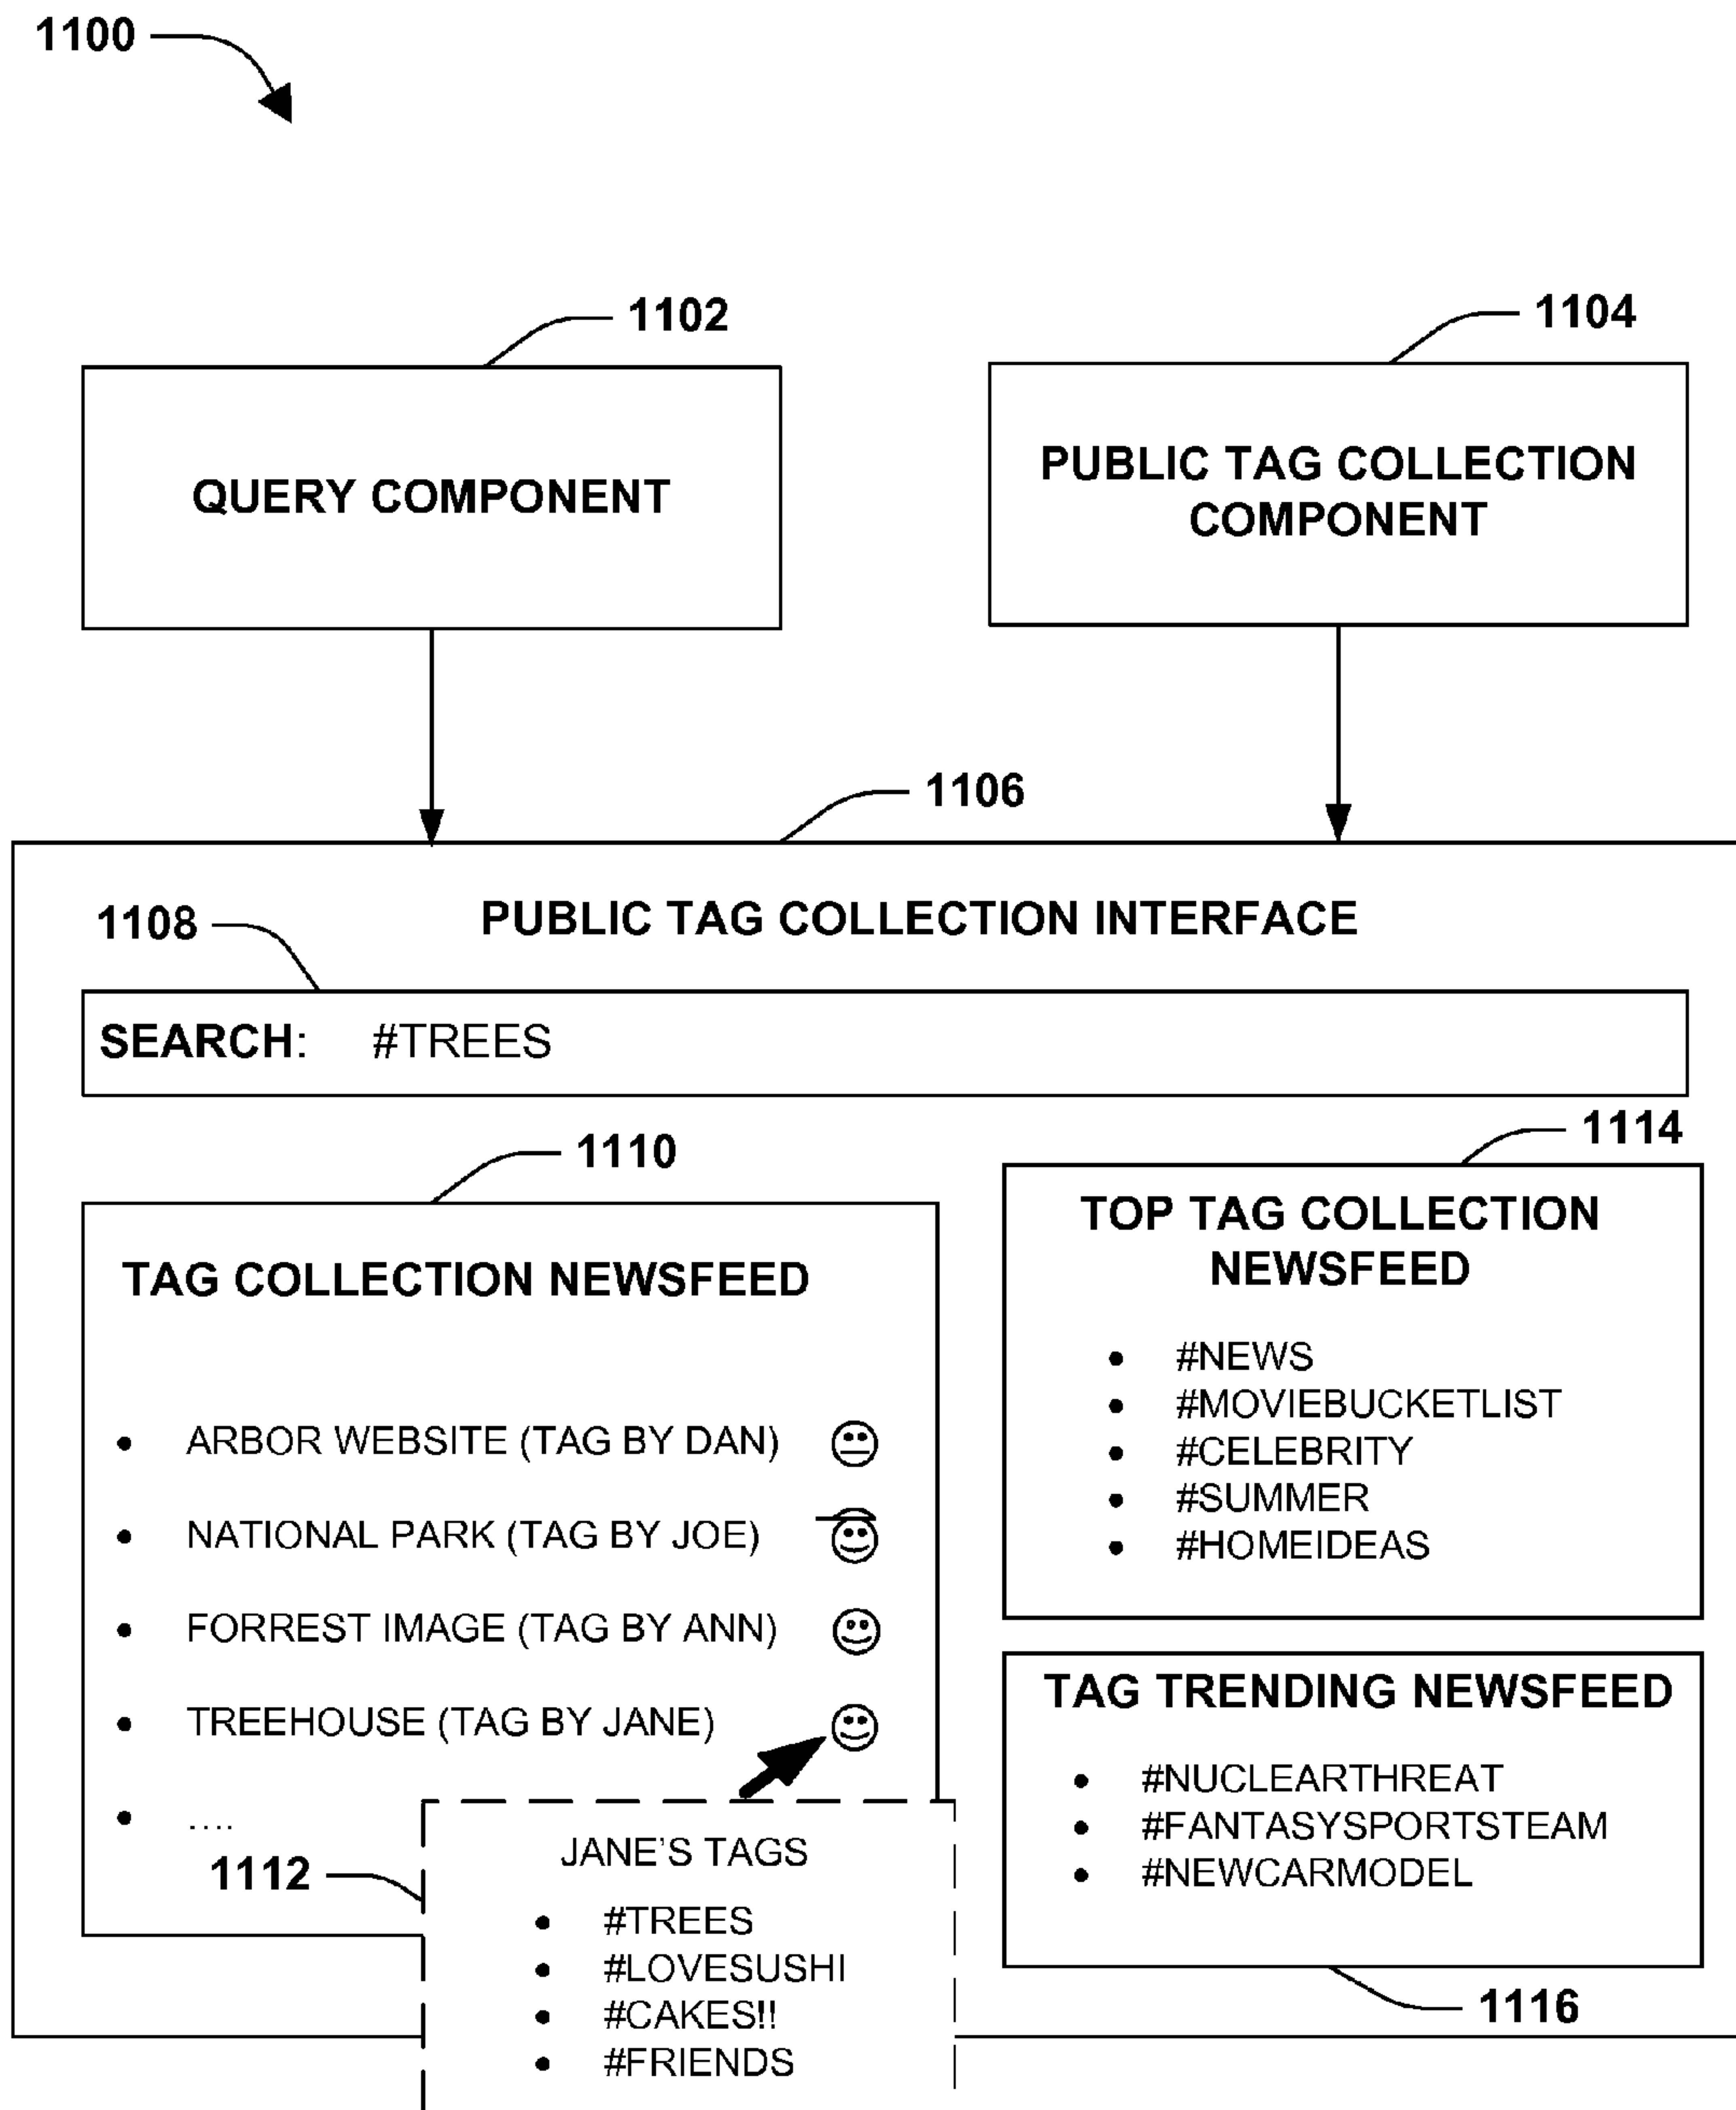 1100
1102
1104
QUERY COMPONENT
PUBLIC TAG COLLECTION
COMPONENT
1106
1108
PUBLIC TAG COLLECTION INTERFACE
SEARCH: #TREES
1110
TAG COLLECTION NEWSFEED
• ARBOR WEBSITE (TAG BY DAN)
• NATIONAL PARK (TAG BY JOE)
• FORREST IMAGE (TAG BY ANN)
• TREEHOUSE (TAG BY JANE)
• ....
1112
JANE'S TAGS
• #TREES
• #LOVESUSHI
• #CAKES!!
• #FRIENDS
1114
TOP TAG COLLECTION
NEWSFEED
• #NEWS
• #MOVIEBUCKETLIST
• #CELEBRITY
• #SUMMER
• #HOMEIDEAS
TAG TRENDING NEWSFEED
• #NUCLEARTHREAT
• #FANTASYSPORTSTEAM
• #NEWCARMODEL
1116